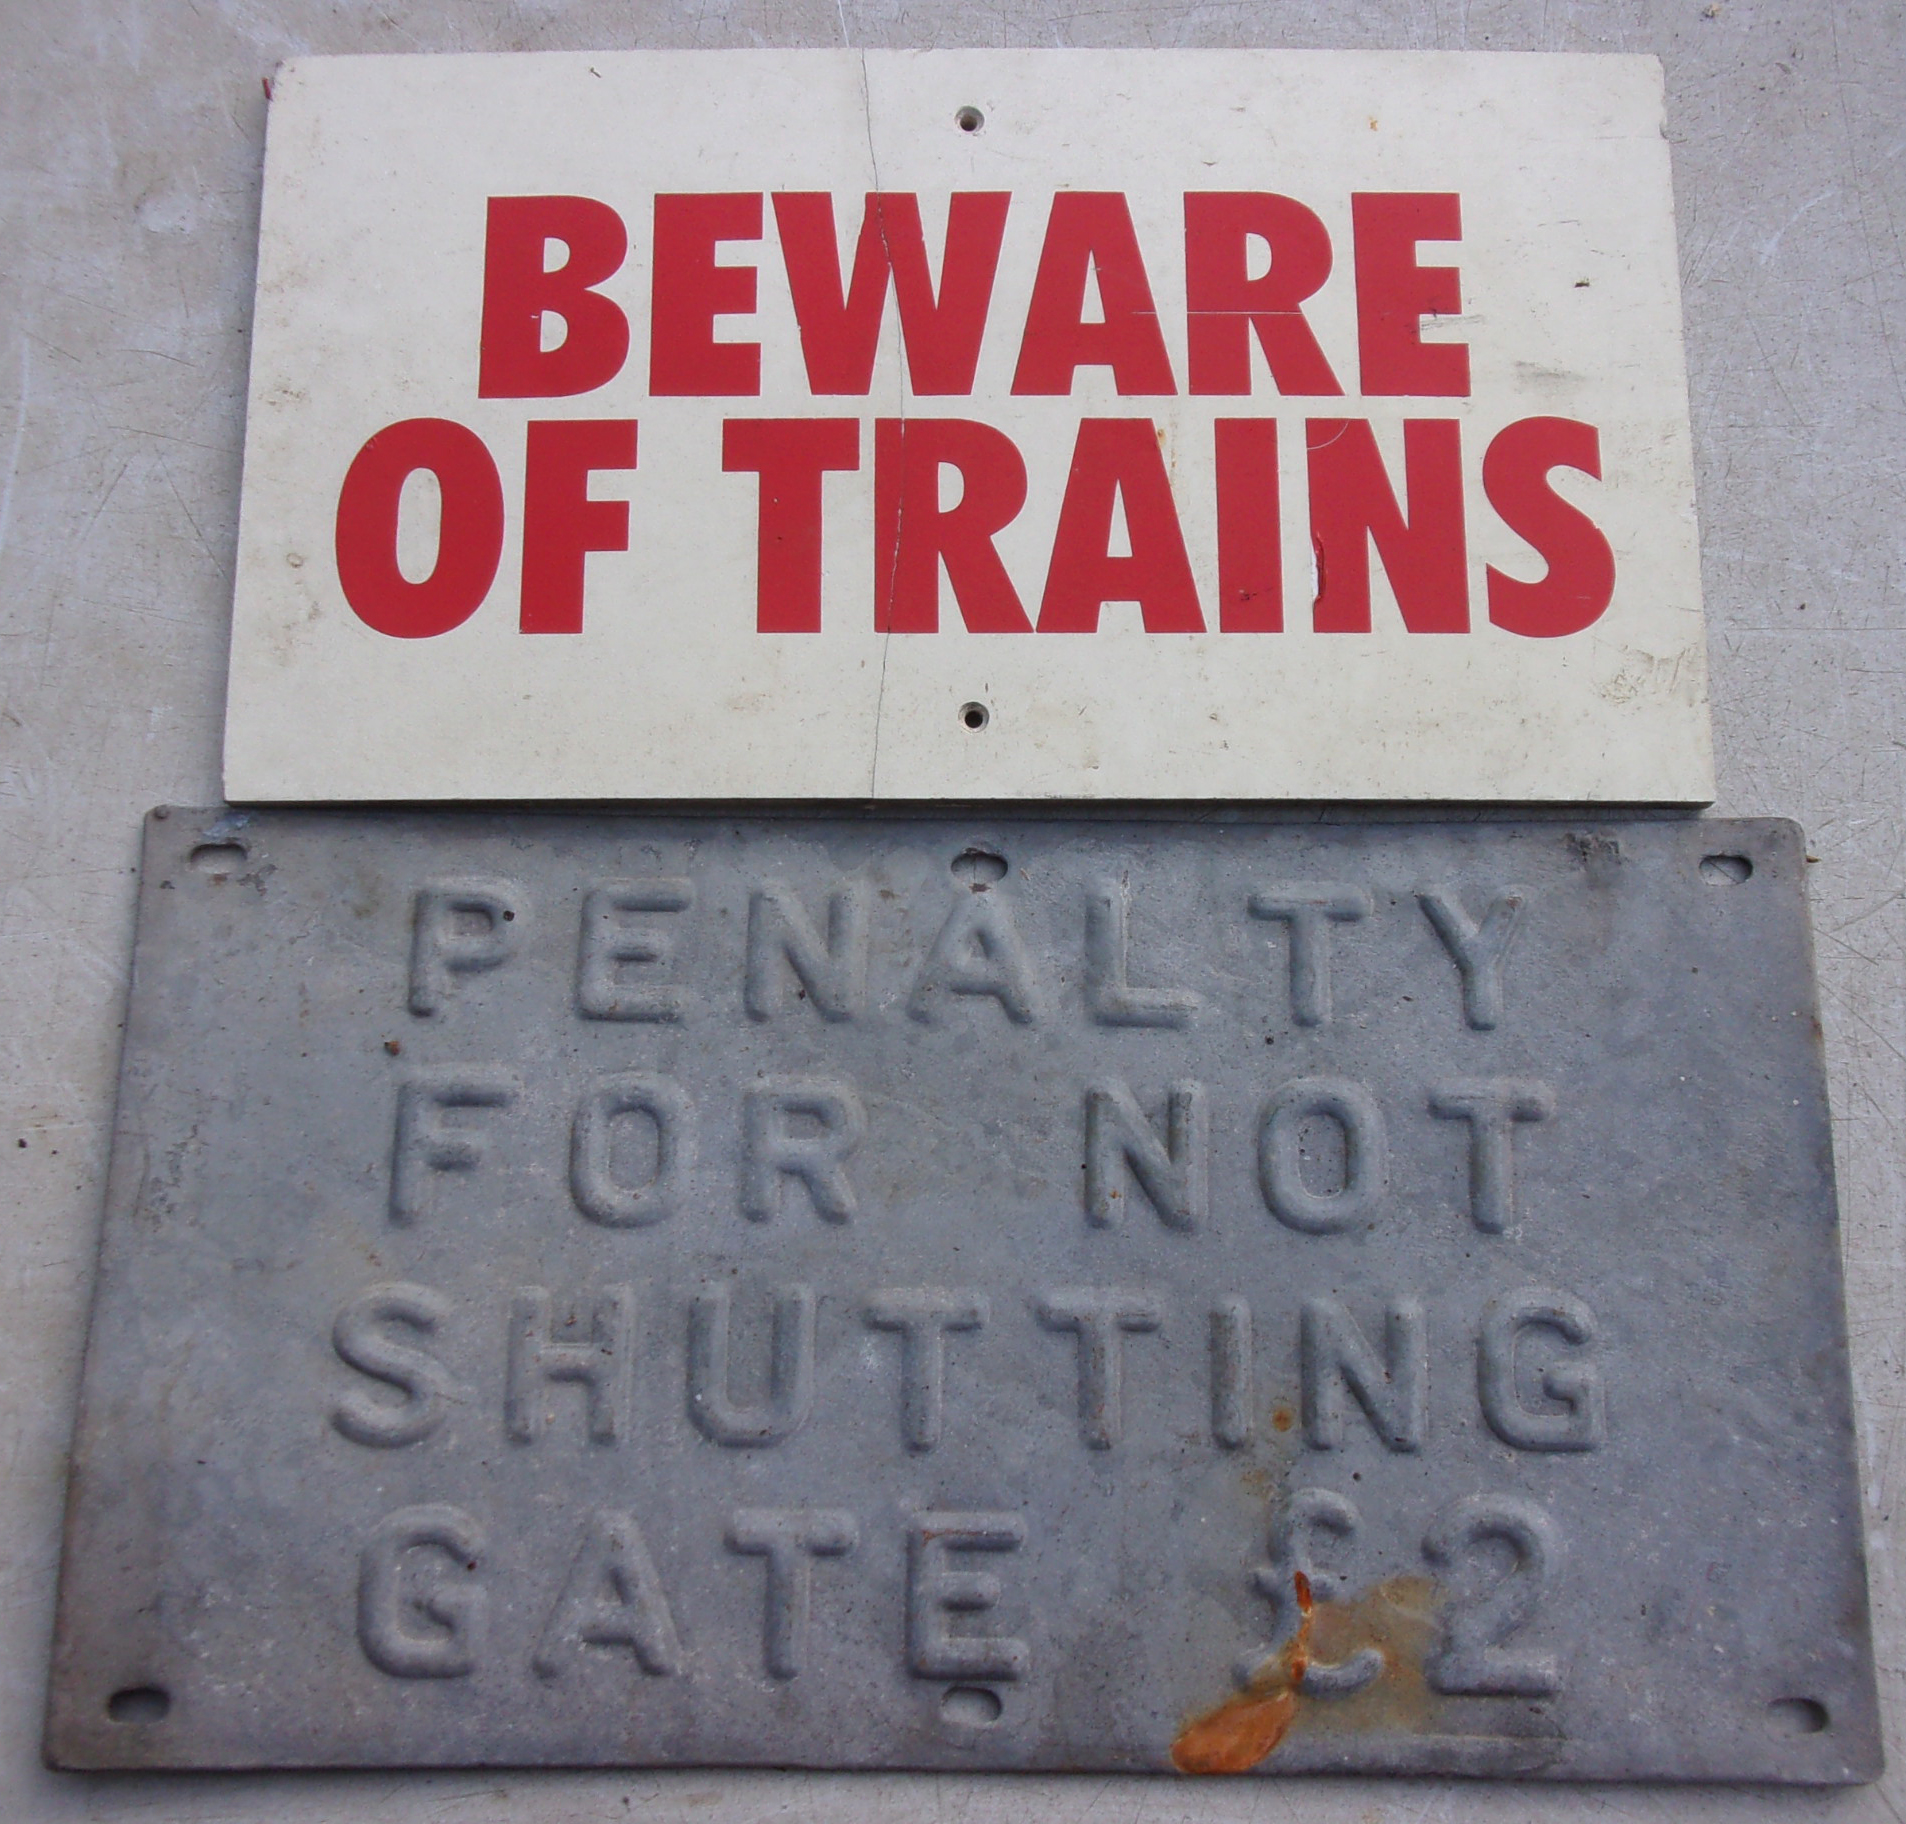 BEWARE
OF TRAINS
PENALTY
FOR NOT
SHUTTING
GATE £2